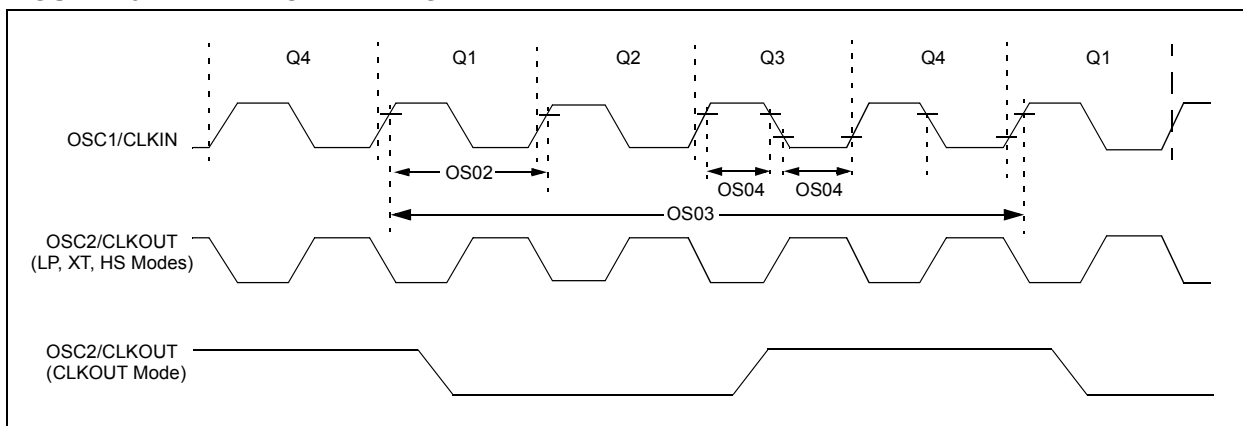 Q4 Q1 Q2 Q3 Q4 Q1
OSC1/CLKIN
OS02
OS04 OS04
OS03
OSC2/CLKOUT
(LP, XT, HS Modes)
OSC2/CLKOUT
(CLKOUT Mode)